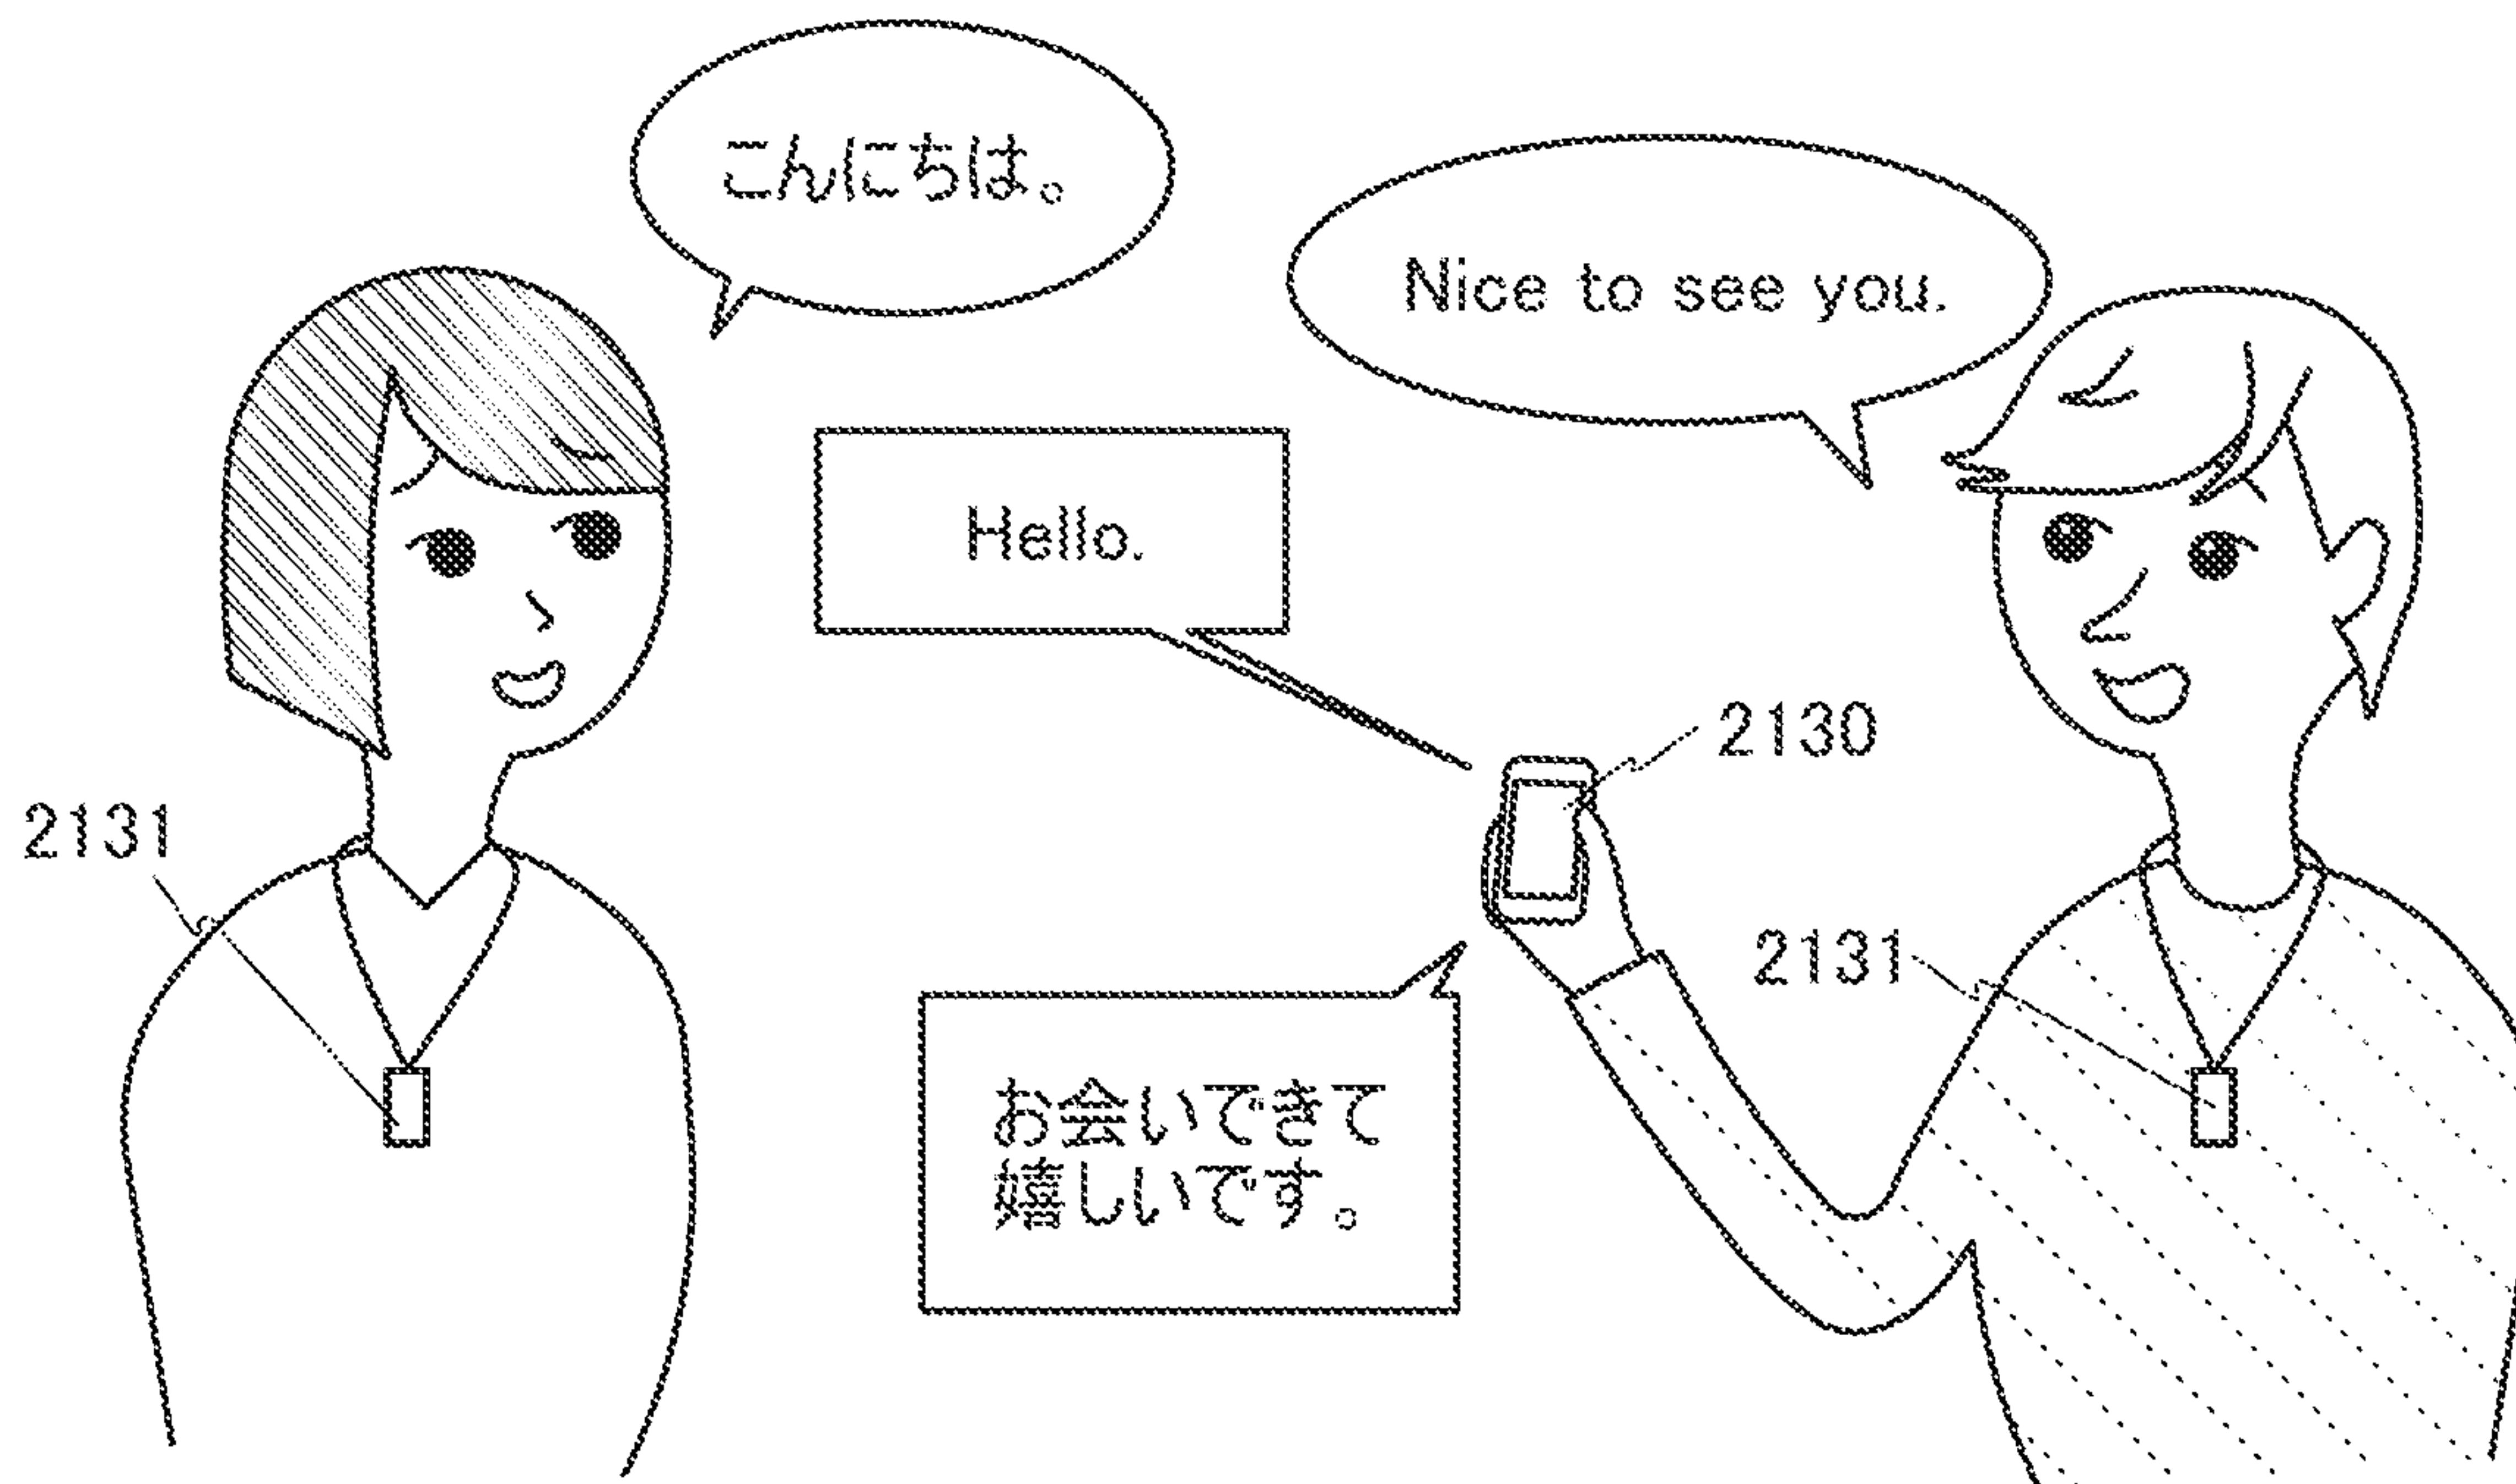 こんにちは。
Nice to see you.
Hello.
2130
2131
2131
お会いできて
嬉しいです。